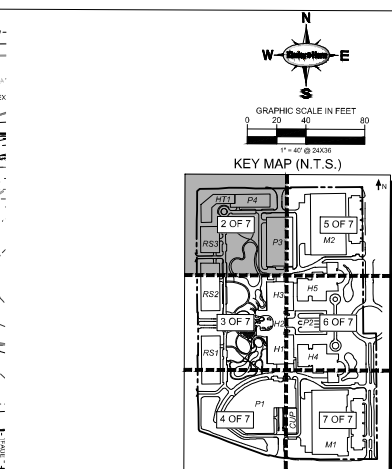 N
W E
S
GRAPHIC SCALE IN FEET
0 20 40 80
1" = 40' @ 24X36
KEY MAP (N.T.S.)
N
HT1 P4
2 OF 7 5 OF 7
RS3 P3 M2
RS2 H3 H5
3 OF 7 H2 P2 6 OF 7
RS1 H1 H4
P1
4 OF 7 CUP 7 OF 7
M1